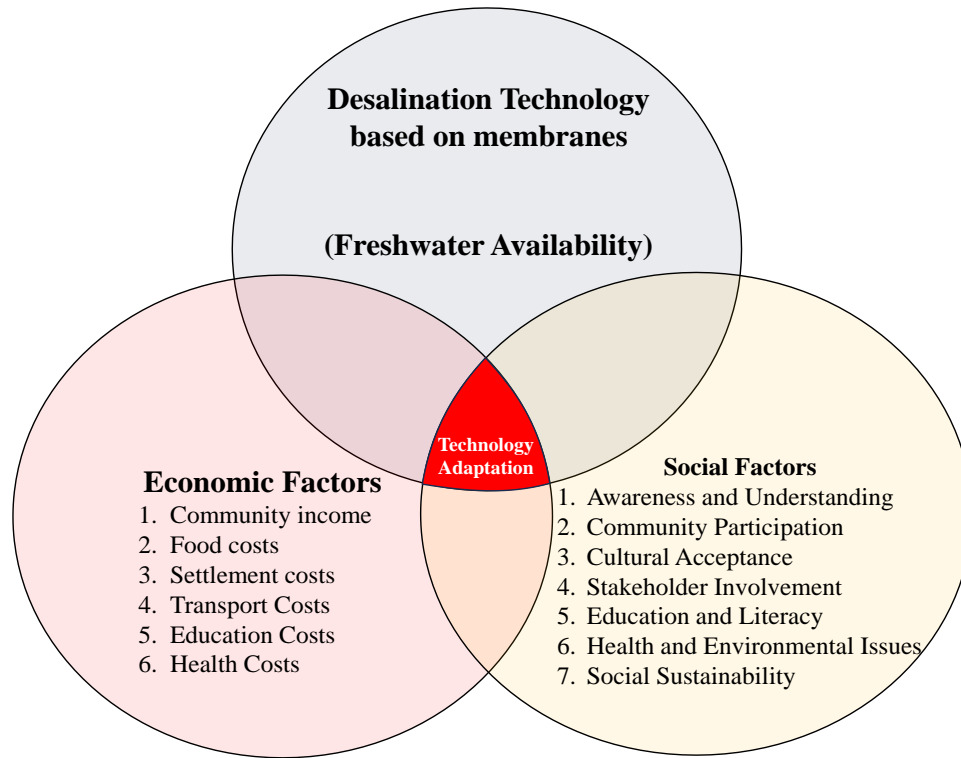 Desalination Technology
based on membranes
(Freshwater Availability)
Technology
Adaptation
Economic Factors
1. Community income
2. Food costs
3. Settlement costs
4. Transport Costs
5. Education Costs
6. Health Costs
Social Factors
1. Awareness and Understanding
2. Community Participation
3. Cultural Acceptance
4. Stakeholder Involvement
5. Education and Literacy
6. Health and Environmental Issues
7. Social Sustainability